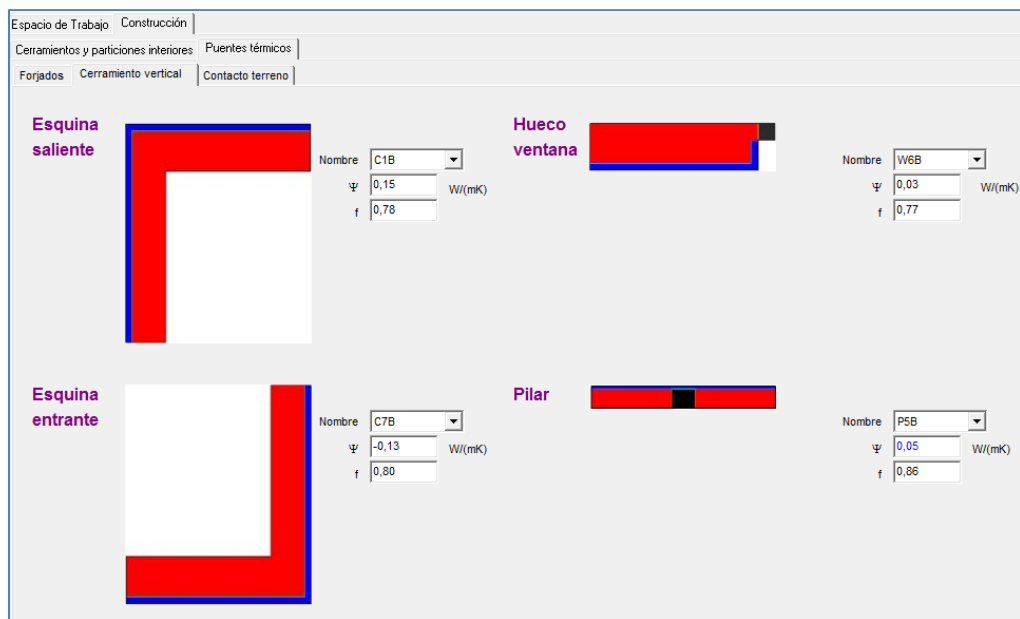 Espacio de Trabajo Construcción
Cerramientos y particiones interiores Puentes térmicos
Forjados Cerramiento vertical Contacto terreno
Esquina
saliente
Nombre C1B
Ψ 0,15 W/(mK)
f 0,78
Hueco
ventana
Nombre W6B
Ψ 0,03 W/(mK)
f 0,77
Esquina
entrante
Nombre C7B
Ψ -0,13 W/(mK)
f 0,80
Pilar
Nombre P5B
Ψ 0,05 W/(mK)
f 0,86